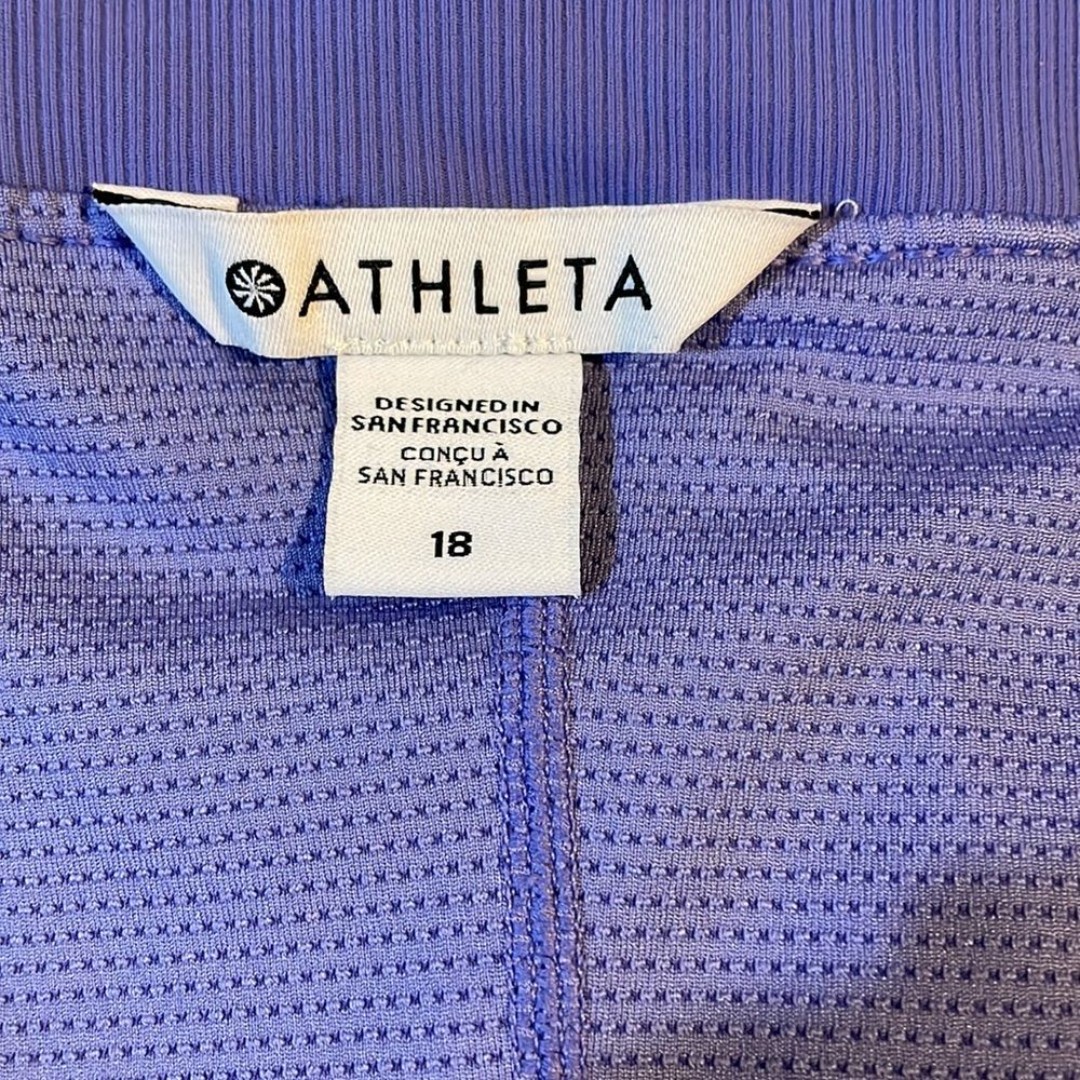 ATHLETA
DESIGNED IN
SAN FRANCISCO
CONÇU À
SAN FRANCISCO
18